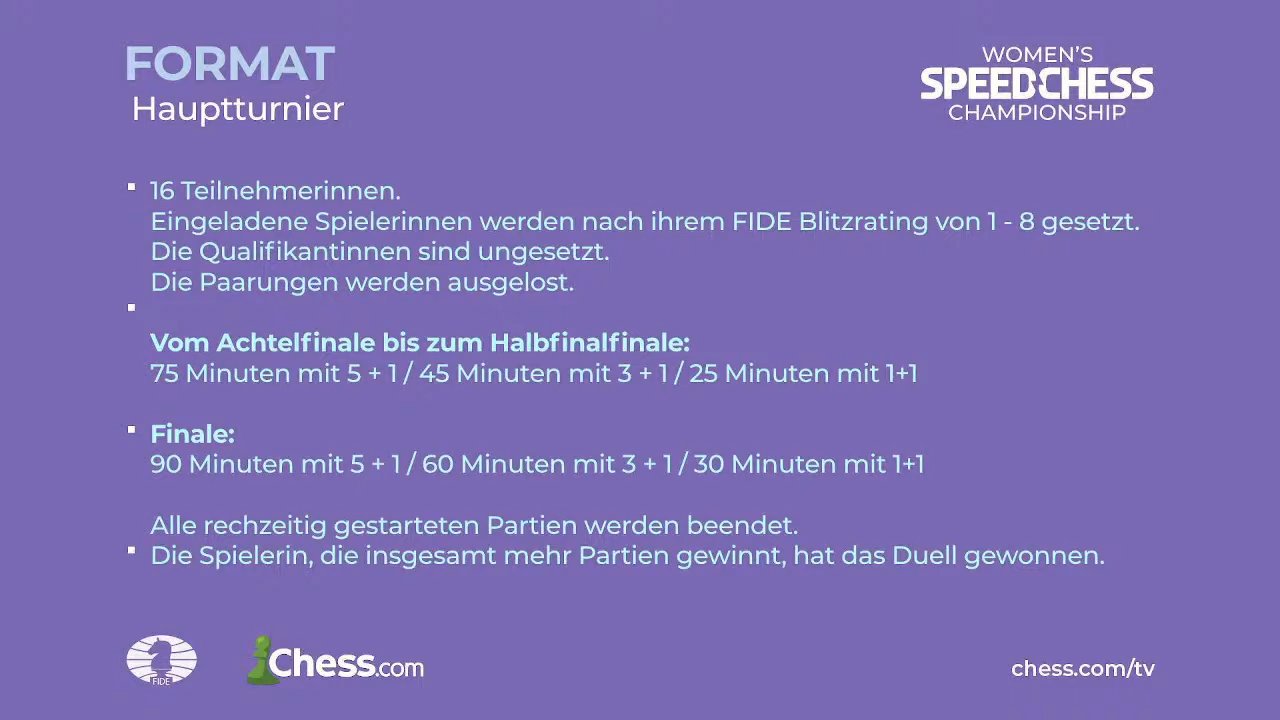 FORMAT
Hauptturnier
WOMEN'S
SPEED CHESS
CHAMPIONSHIP
16 Teilnehmerinnen.
Eingeladene Spielerinnen werden nach ihrem FIDE Blitzrating von 1 - 8 gesetzt.
Die Qualifikantinnen sind ungesetzt.
Die Paarungen werden ausgelost.
Vom Achtelfinale bis zum Halbfinalfinale:
75 Minuten mit 5 + 1 / 45 Minuten mit 3 + 1 / 25 Minuten mit 1+1
Finale:
90 Minuten mit 5 + 1 / 60 Minuten mit 3 + 1 / 30 Minuten mit 1+1
Alle rechzeitig gestarteten Partien werden beendet.
Die Spielerin, die insgesamt mehr Partien gewinnt, hat das Duell gewonnen.
FIDE
Chess.com
chess.com/tv